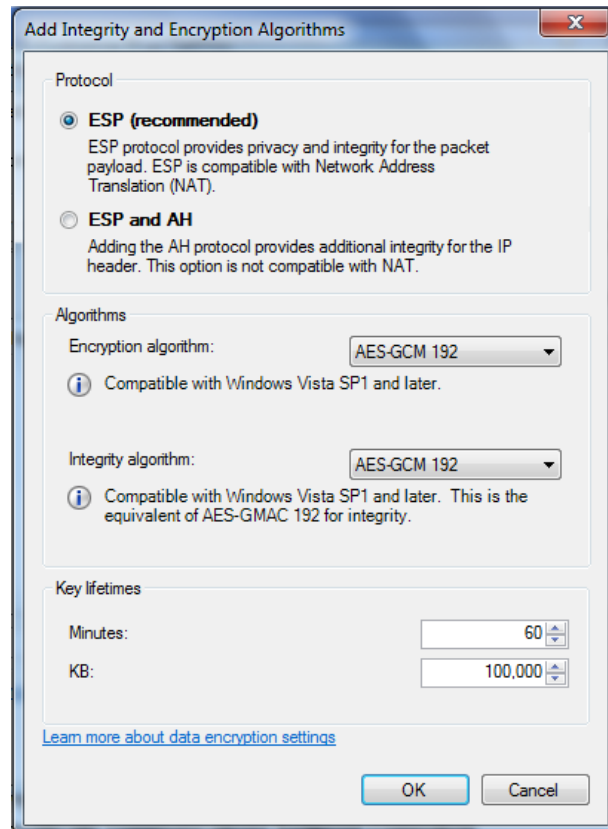 Add Integrity and Encryption Algorithms
Protocol
ESP (recommended)
ESP protocol provides privacy and integrity for the packet
payload. ESP is compatible with Network Address
Translation (NAT).
ESP and AH
Adding the AH protocol provides additional integrity for the IP
header. This option is not compatible with NAT.
Algorithms
Encryption algorithm:
AES-GCM 192
Compatible with Windows Vista SP1 and later.
Integrity algorithm:
AES-GCM 192
Compatible with Windows Vista SP1 and later. This is the
equivalent of AES-GMAC 192 for integrity.
Key lifetimes
Minutes:
60
KB:
100,000
Learn more about data encryption settings
OK
Cancel